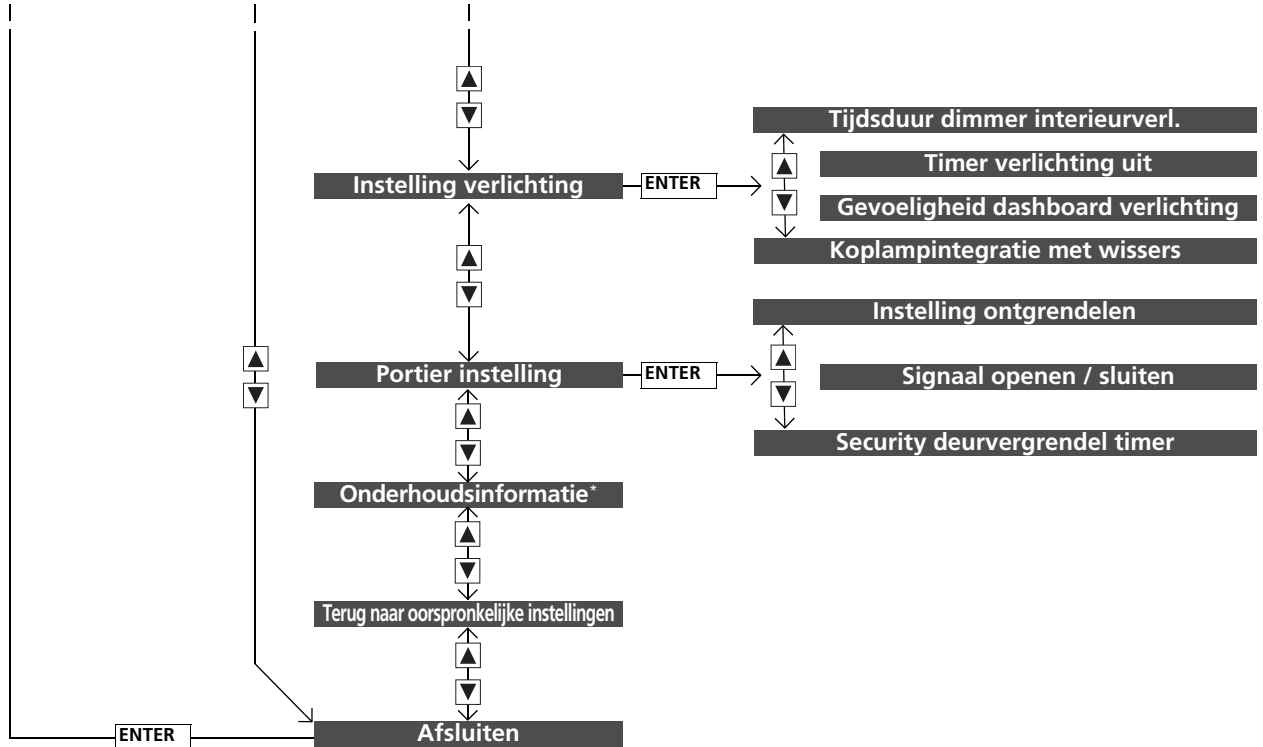 Tijdsduur dimmer interieurverl.
Timer verlichting uit
Instelling verlichting
ENTER
Gevoeligheid dashboard verlichting
Koplampintegratie met wissers
Instelling ontgrendelen
Portier instelling
ENTER
Signaal openen / sluiten
Security deurvergrendel timer
Onderhoudsinformatie*
Terug naar oorspronkelijke instellingen
ENTER
Afsluiten